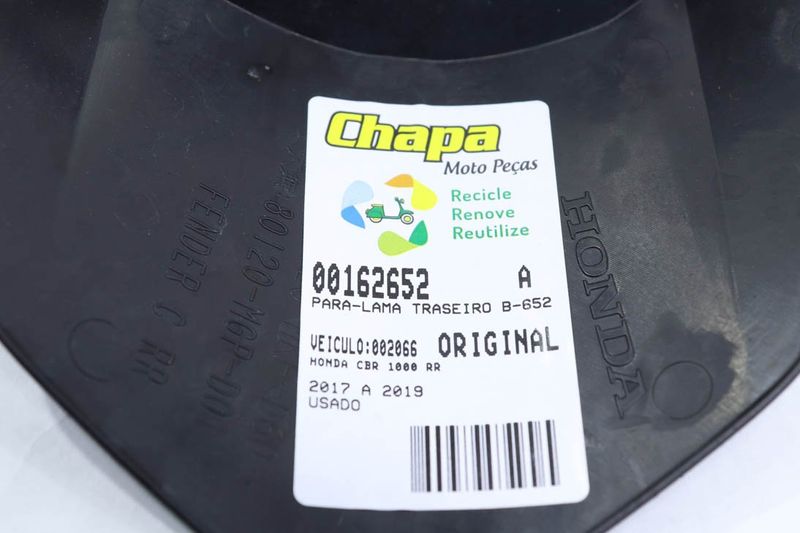 Chapa
Moto Peças
Recicle
Renove
Reutilize
00162652 A
PARA-LAMA TRASEIRO B-652
VEICULO:002066 ORIGINAL
HONDA CBR 1000 RR
2017 A 2019
USADO
HONDA
80120-MGP-D0
FENDER C RR